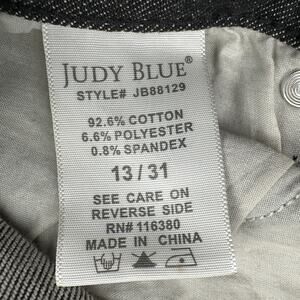 JUDY BLUE®
STYLE# JB88129
92.6% COTTON
6.6% POLYESTER
0.8% SPANDEX
13 / 31
SEE CARE ON
REVERSE SIDE
RN# 116380
MADE IN CHINA